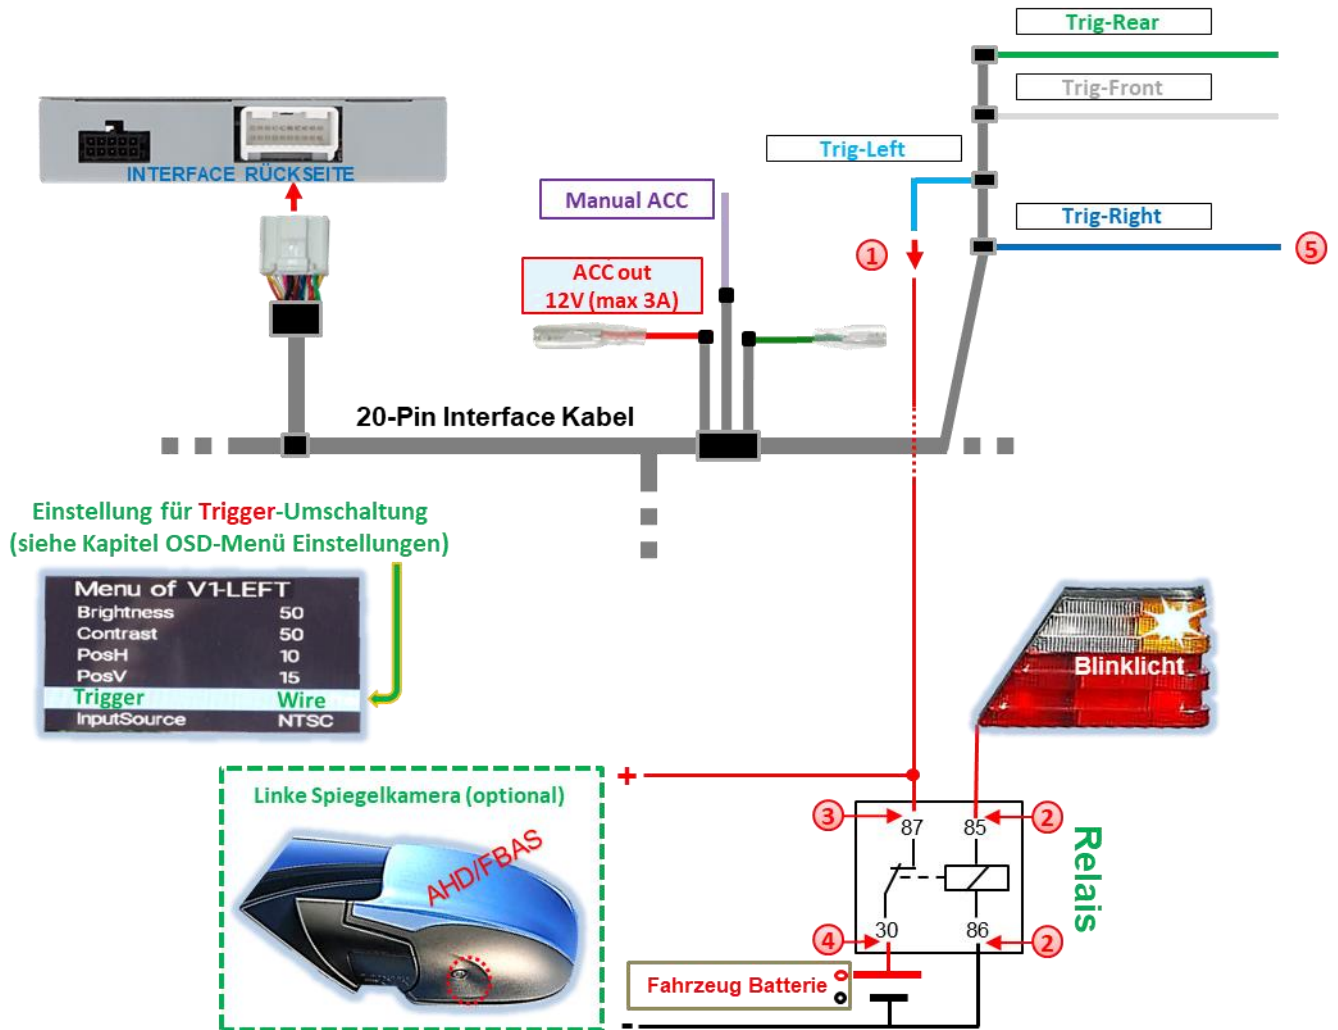 Trig-Rear
Trig-Front
Trig-Left
Trig-Right
INTERFACE RÜCKSEITE
Manual ACC
ACC out
12V (max 3A)
1
5
20-Pin Interface Kabel
Einstellung für Trigger-Umschaltung
(siehe Kapitel OSD-Menü Einstellungen)
Menu of V1-LEFT
Brightness 50
Contrast 50
PosH 10
PosV 15
Trigger Wire
InputSource NTSC
Blinklicht
Linke Spiegelkamera (optional)
AHD/FBAS
+
3
87
85
2
Relais
30
86
4
2
Fahrzeug Batterie
-